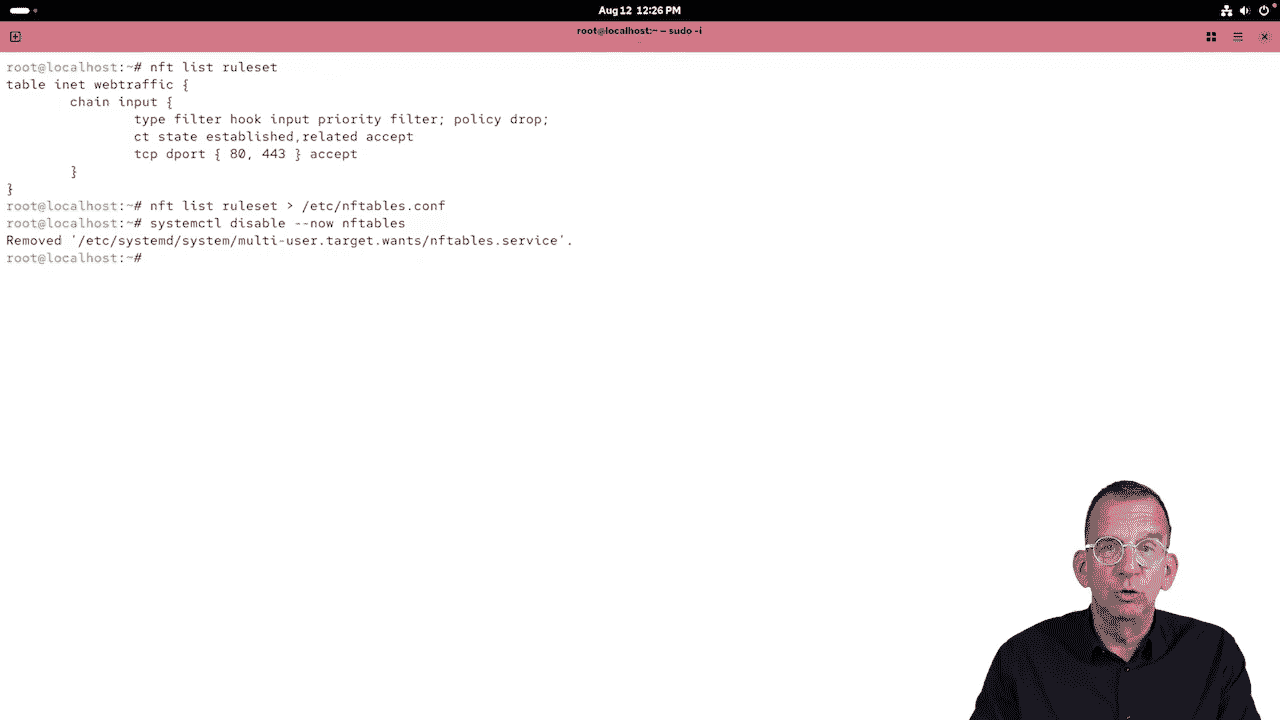 Aug 12 12:26 PM
root@localhost:~ – sudo -i
root@localhost:~# nft list ruleset
table inet webtraffic {
        chain input {
                type filter hook input priority filter; policy drop;
                ct state established,related accept
                tcp dport { 80, 443 } accept
        }
}
root@localhost:~# nft list ruleset > /etc/nftables.conf
root@localhost:~# systemctl disable --now nftables
Removed '/etc/systemd/system/multi-user.target.wants/nftables.service'.
root@localhost:~#